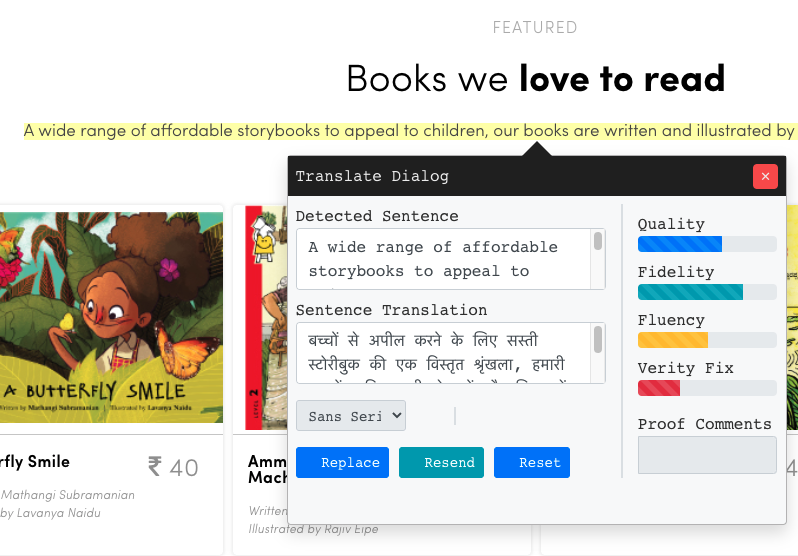 FEATURED
Books we love to read
A wide range of affordable storybooks to appeal to children, our books are written and illustrated by
Translate Dialog
×
Detected Sentence
A wide range of affordable
storybooks to appeal to
Sentence Translation
बच्चों से अपील करने के लिए सस्ती
स्टोरीबुक की एक विस्तृत श्रृंखला, हमारी
Sans Seri
Replace
Resend
Reset
Quality
Fidelity
Fluency
Verity Fix
Proof Comments
A BUTTERFLY SMILE
Written by Mathangi Subramanian | Illustrated by Lavanya Naidu
LEVEL 2
rfly Smile
₹ 40
Mathangi Subramanian
by Lavanya Naidu
Amm
Mach
Written
Illustrated by Rajiv Eipe